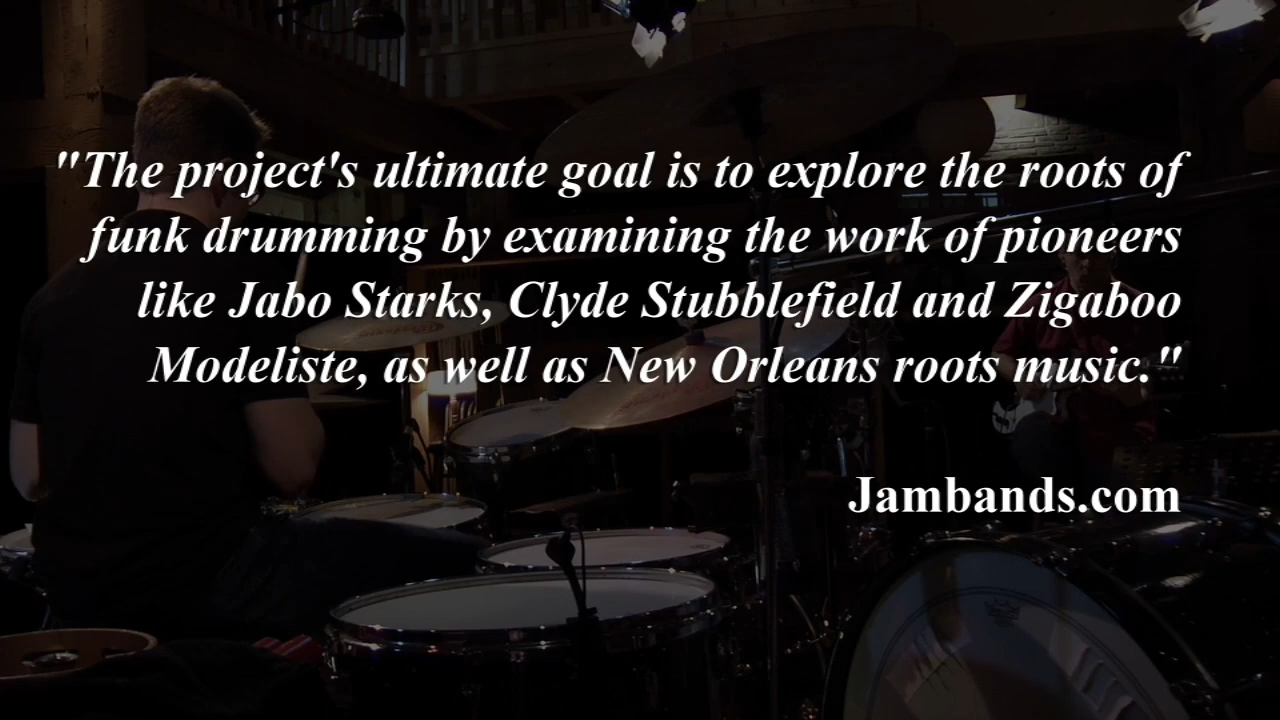 "The project's ultimate goal is to explore the roots of
funk drumming by examining the work of pioneers
like Jabo Starks, Clyde Stubblefield and Zigaboo
Modeliste, as well as New Orleans roots music."
Jambands.com